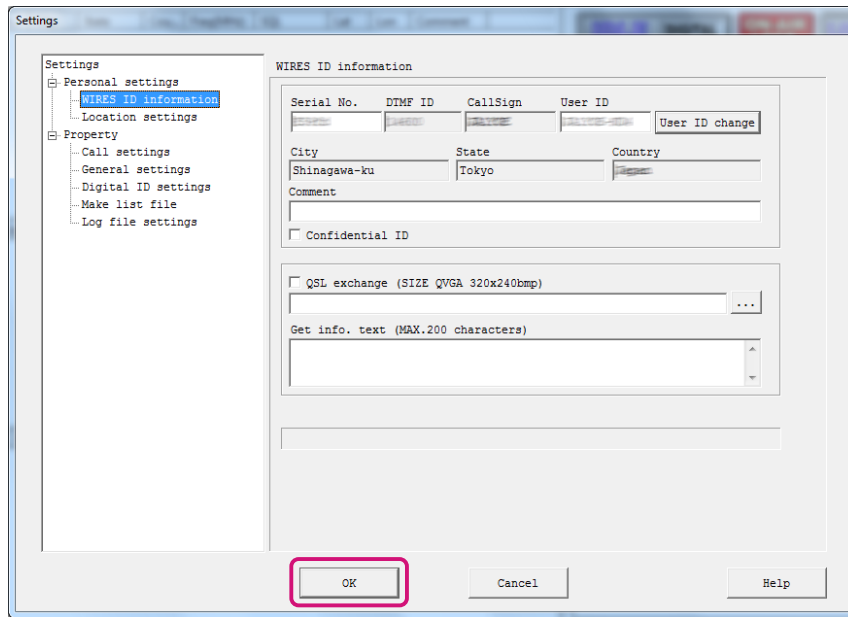 Settings
Settings
Personal settings
WIRES ID information
Location settings
Property
Call settings
General settings
Digital ID settings
Make list file
Log file settings
WIRES ID information
Serial No. DTMF ID CallSign User ID
User ID change
City State Country
Shinagawa-ku Tokyo
Comment
Confidential ID
QSL exchange (SIZE QVGA 320x240bmp)
...
Get info. text (MAX.200 characters)
OK Cancel Help